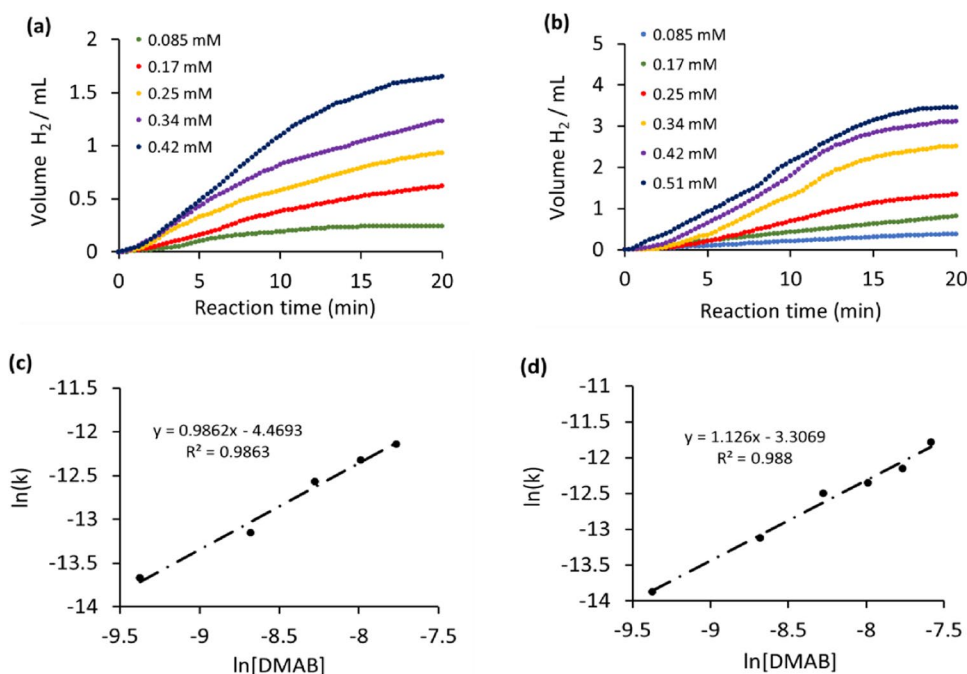 (a)
2
1.5
1
0.5
0
Volume H₂ / mL
0.085 mM
0.17 mM
0.25 mM
0.34 mM
0.42 mM
0 5 10 15 20
Reaction time (min)
(b)
5
4
3
2
1
0
Volume H₂ / mL
0.085 mM
0.17 mM
0.25 mM
0.34 mM
0.42 mM
0.51 mM
0 5 10 15 20
Reaction time (min)
(c)
-11.5
-12
-12.5
-13
-13.5
-14
ln(k)
y = 0.9862x - 4.4693
R² = 0.9863
-9.5 -9 -8.5 -8 -7.5
ln[DMAB]
(d)
-11
-12
-13
-14
ln(k)
y = 1.126x - 3.3069
R² = 0.988
-9.5 -9 -8.5 -8 -7.5
ln[DMAB]